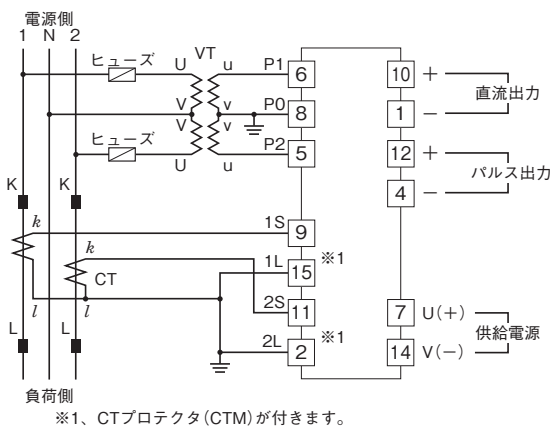 電源側
1 N 2
ヒューズ
U
VT
u
P1
6
10
+
直流出力
V
v
P0
8
1
−
V
v
ヒューズ
U
u
P2
5
12
+
パルス出力
4
−
K
K
k
1S
9
※1
k
1L
15
CT
2S
11
※1
7
U(+)
供給電源
l
l
L
L
2L
2
14
V(−)
負荷側
※1、CTプロテクタ(CTM)が付きます。